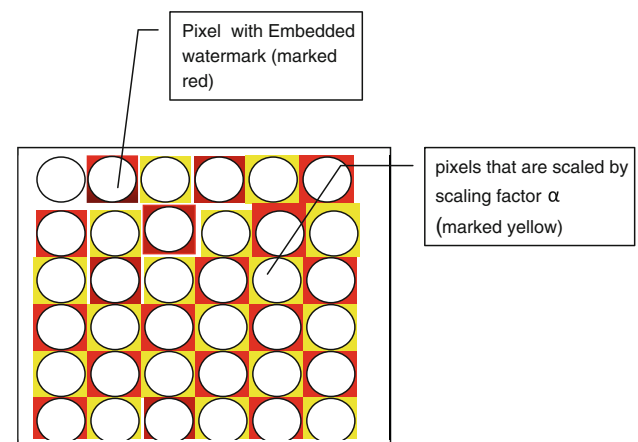 Pixel with Embedded
watermark (marked
red)
pixels that are scaled by
scaling factor α
(marked yellow)